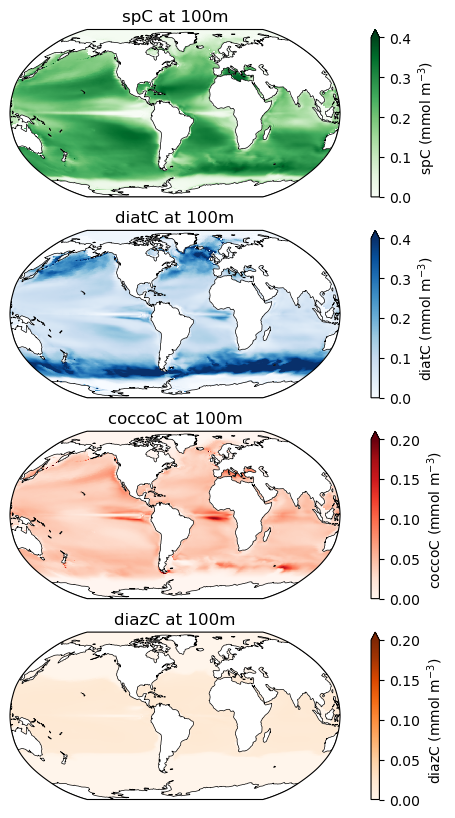 spC at 100m
0.4
0.3
0.2
0.1
0.0
spC (mmol m⁻³)
diatC at 100m
0.4
0.3
0.2
0.1
0.0
diatC (mmol m⁻³)
coccoC at 100m
0.20
0.15
0.10
0.05
0.00
coccoC (mmol m⁻³)
diazC at 100m
0.20
0.15
0.10
0.05
0.00
diazC (mmol m⁻³)